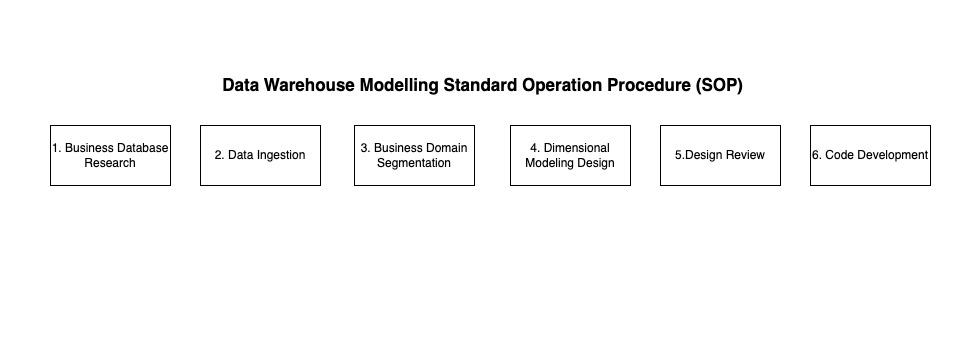 Data Warehouse Modelling Standard Operation Procedure (SOP)
1. Business Database
Research
2. Data Ingestion
3. Business Domain
Segmentation
4. Dimensional
Modeling Design
5.Design Review
6. Code Development